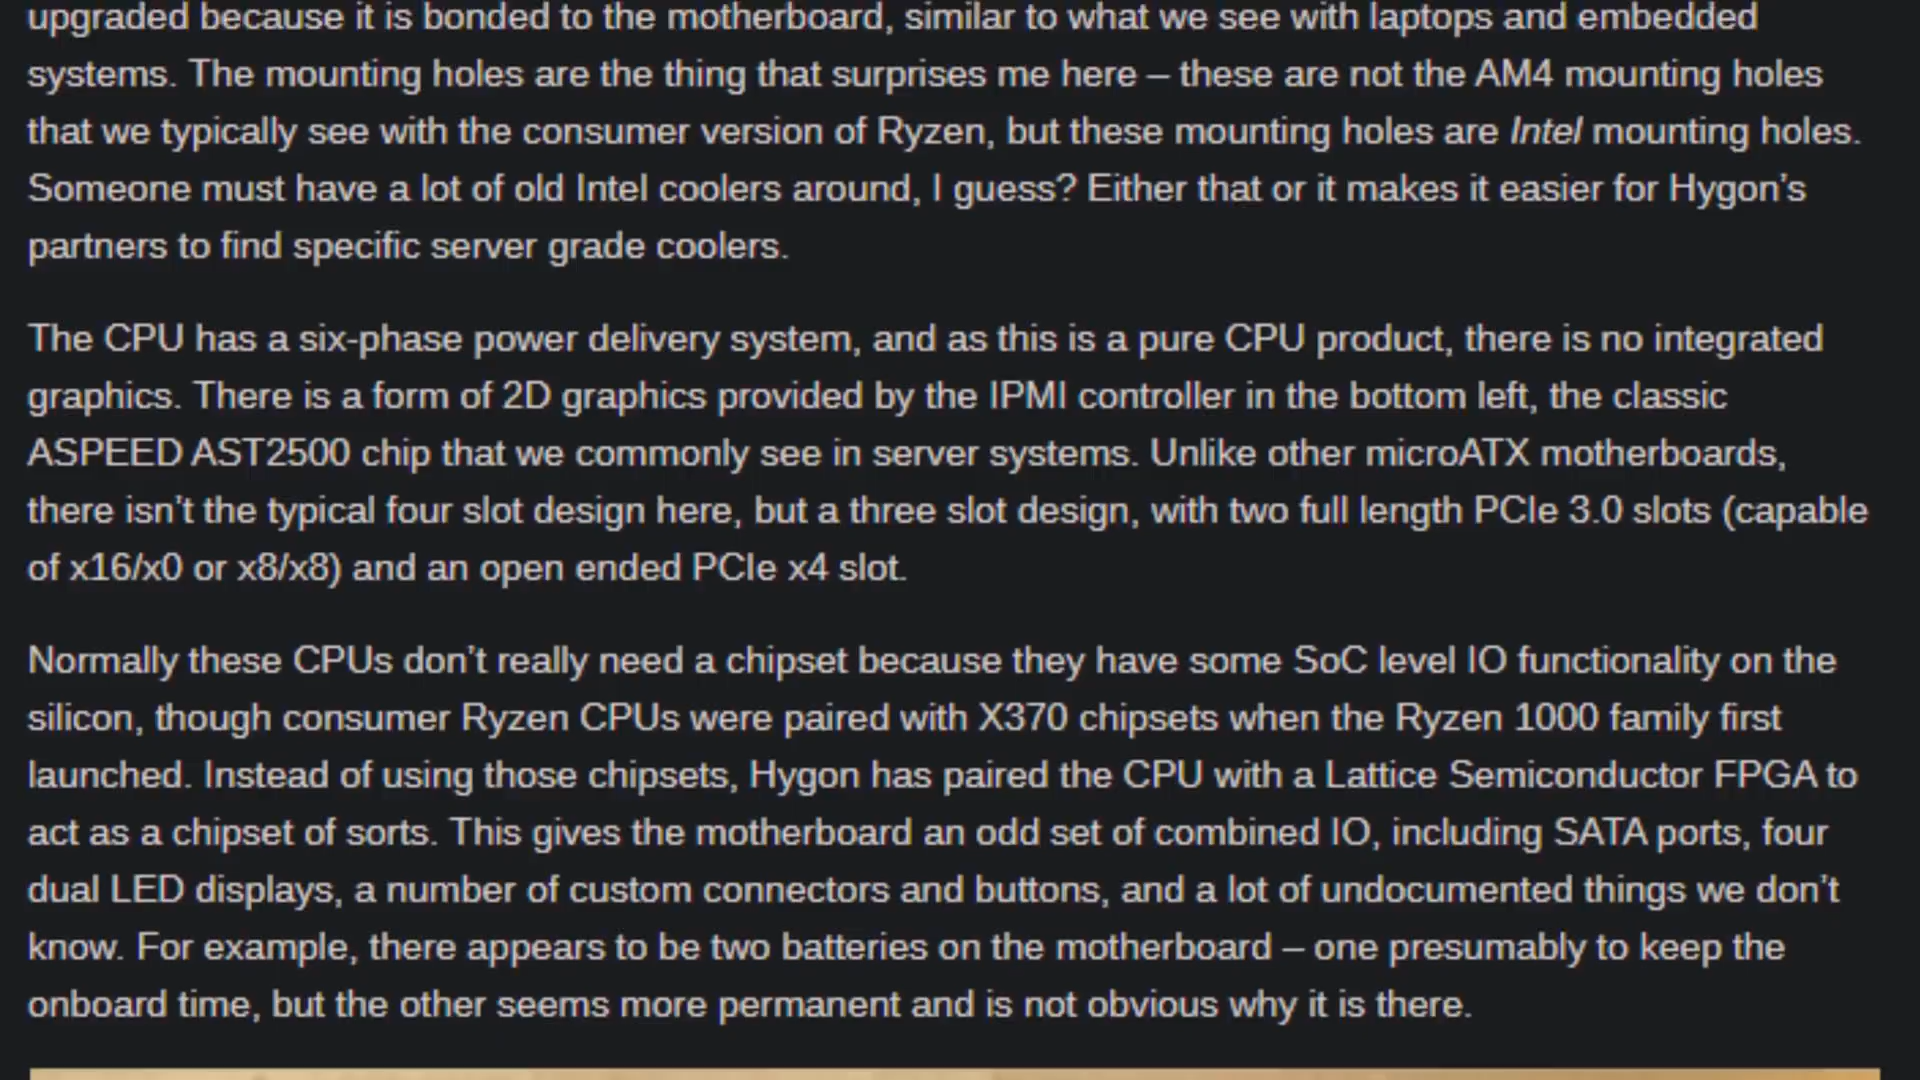 upgraded because it is bonded to the motherboard, similar to what we see with laptops and embedded
systems. The mounting holes are the thing that surprises me here – these are not the AM4 mounting holes
that we typically see with the consumer version of Ryzen, but these mounting holes are Intel mounting holes.
Someone must have a lot of old Intel coolers around, I guess? Either that or it makes it easier for Hygon’s
partners to find specific server grade coolers.
The CPU has a six-phase power delivery system, and as this is a pure CPU product, there is no integrated
graphics. There is a form of 2D graphics provided by the IPMI controller in the bottom left, the classic
ASPEED AST2500 chip that we commonly see in server systems. Unlike other microATX motherboards,
there isn’t the typical four slot design here, but a three slot design, with two full length PCIe 3.0 slots (capable
of x16/x0 or x8/x8) and an open ended PCIe x4 slot.
Normally these CPUs don’t really need a chipset because they have some SoC level IO functionality on the
silicon, though consumer Ryzen CPUs were paired with X370 chipsets when the Ryzen 1000 family first
launched. Instead of using those chipsets, Hygon has paired the CPU with a Lattice Semiconductor FPGA to
act as a chipset of sorts. This gives the motherboard an odd set of combined IO, including SATA ports, four
dual LED displays, a number of custom connectors and buttons, and a lot of undocumented things we don’t
know. For example, there appears to be two batteries on the motherboard – one presumably to keep the
onboard time, but the other seems more permanent and is not obvious why it is there.